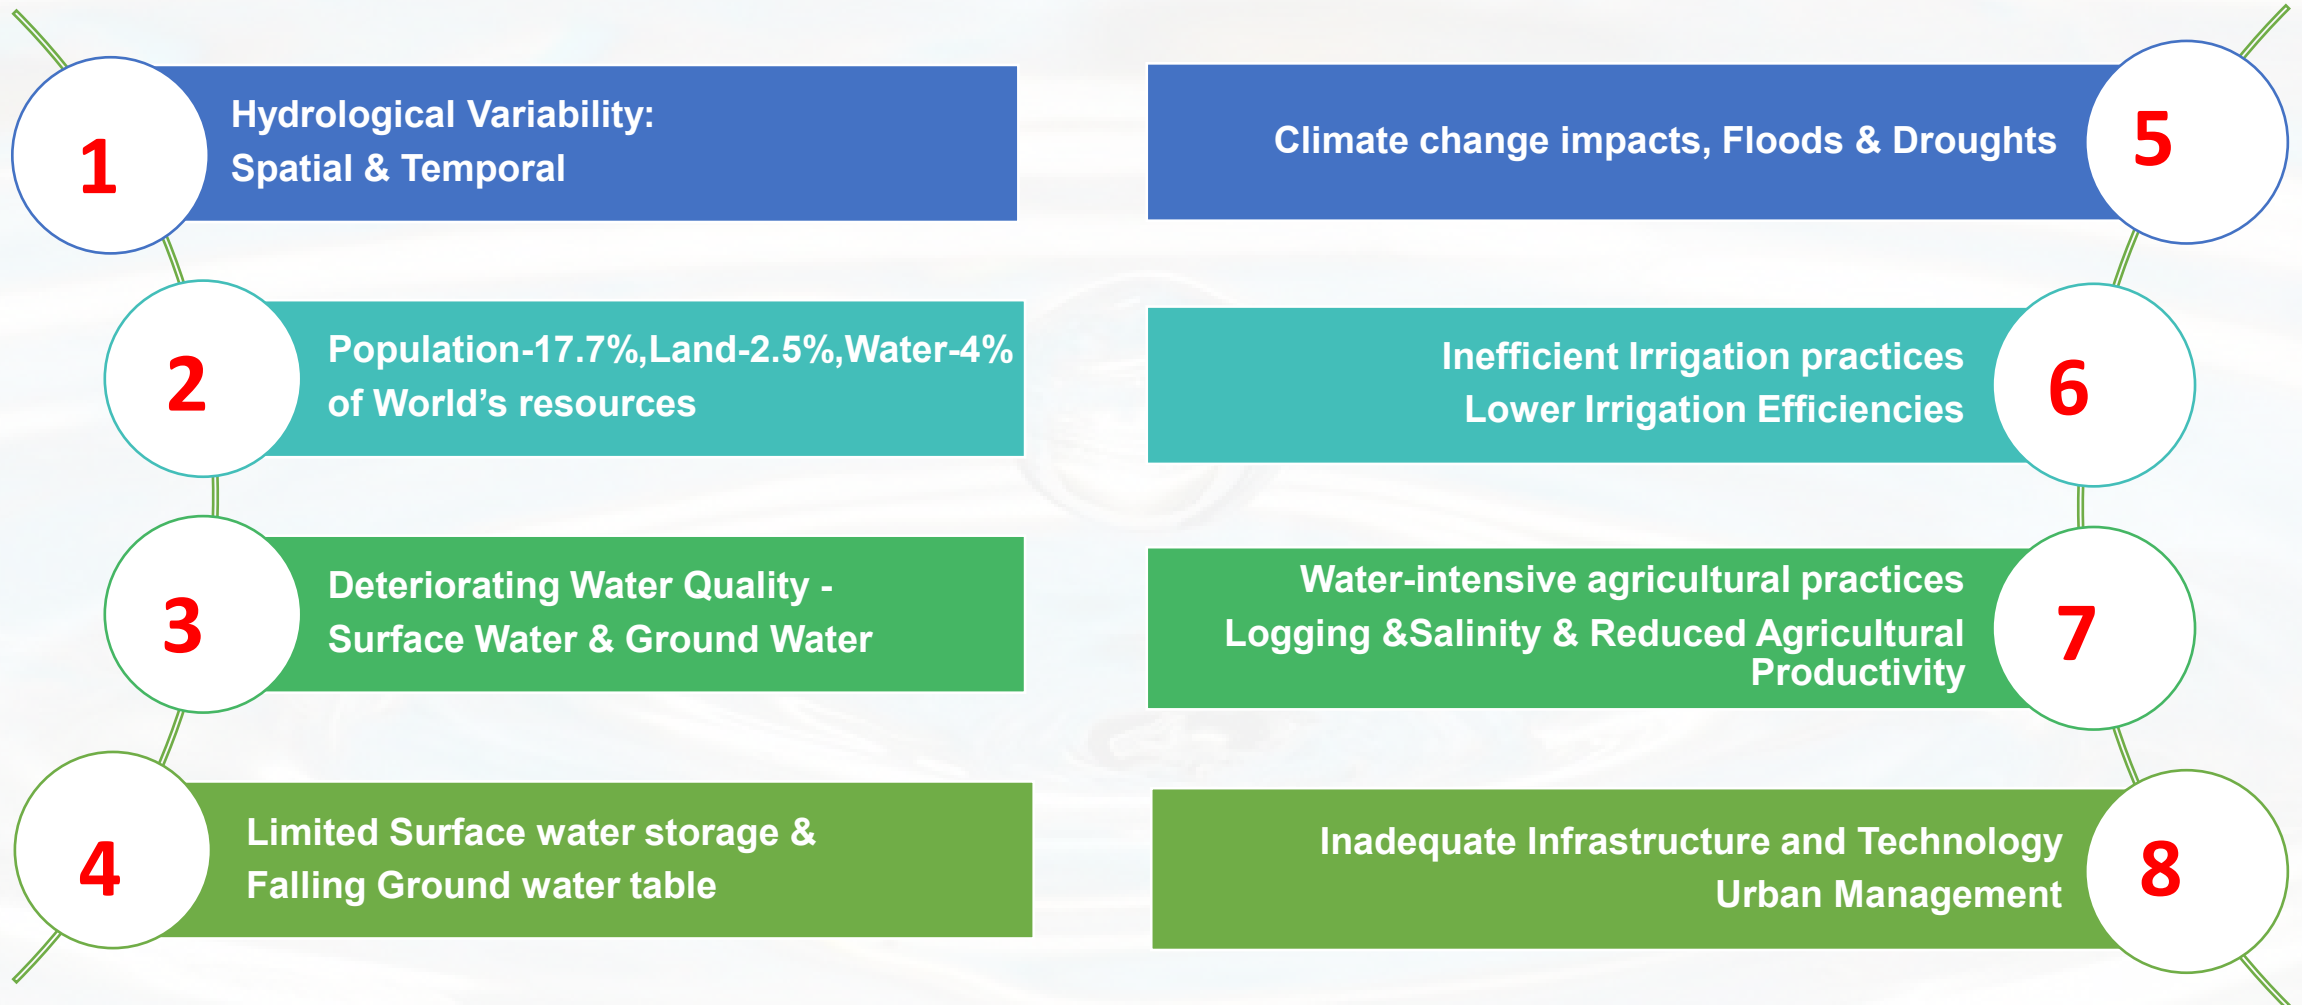 1
Hydrological Variability:
Spatial & Temporal
2
Population-17.7%,Land-2.5%,Water-4%
of World’s resources
3
Deteriorating Water Quality -
Surface Water & Ground Water
4
Limited Surface water storage &
Falling Ground water table
5
Climate change impacts, Floods & Droughts
6
Inefficient Irrigation practices
Lower Irrigation Efficiencies
7
Water-intensive agricultural practices
Logging &Salinity & Reduced Agricultural
Productivity
8
Inadequate Infrastructure and Technology
Urban Management